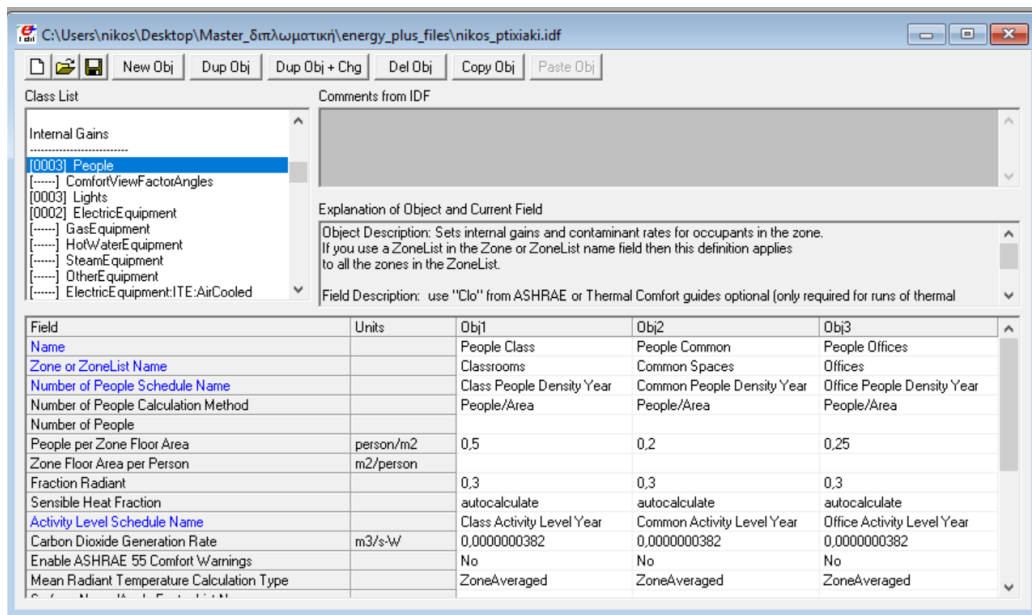 C:\Users\nikos\Desktop\Master_διπλωματική\energy_plus_files\nikos_ptixiaki.idf
New Obj Dup Obj Dup Obj + Chg Del Obj Copy Obj Paste Obj
Class List Comments from IDF
Internal Gains
--------------------------
[0003] People
[------] ComfortViewFactorAngles
[0003] Lights
[0002] ElectricEquipment
[------] GasEquipment
[------] HotWaterEquipment
[------] SteamEquipment
[------] OtherEquipment
[------] ElectricEquipment:ITE:AirCooled
Explanation of Object and Current Field
Object Description: Sets internal gains and contaminant rates for occupants in the zone.
If you use a ZoneList in the Zone or ZoneList name field then this definition applies
to all the zones in the ZoneList.
Field Description: use "Clo" from ASHRAE or Thermal Comfort guides optional (only required for runs of thermal
Field Units Obj1 Obj2 Obj3
Name People Class People Common People Offices
Zone or ZoneList Name Classrooms Common Spaces Offices
Number of People Schedule Name Class People Density Year Common People Density Year Office People Density Year
Number of People Calculation Method People/Area People/Area People/Area
Number of People
People per Zone Floor Area person/m2 0,5 0,2 0,25
Zone Floor Area per Person m2/person
Fraction Radiant 0,3 0,3 0,3
Sensible Heat Fraction autocalculate autocalculate autocalculate
Activity Level Schedule Name Class Activity Level Year Common Activity Level Year Office Activity Level Year
Carbon Dioxide Generation Rate m3/s-W 0,0000000382 0,0000000382 0,0000000382
Enable ASHRAE 55 Comfort Warnings No No No
Mean Radiant Temperature Calculation Type ZoneAveraged ZoneAveraged ZoneAveraged